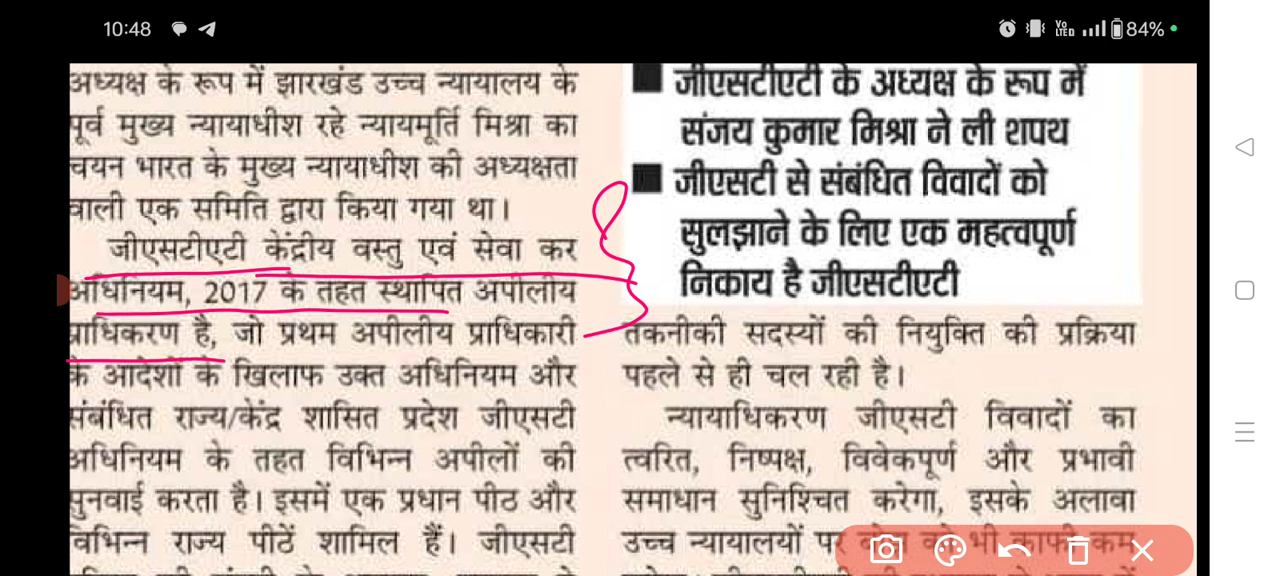 10:48
Vo LTED 84%
अध्यक्ष के रूप में झारखंड उच्च न्यायालय के
पूर्व मुख्य न्यायाधीश रहे न्यायमूर्ति मिश्रा का
चयन भारत के मुख्य न्यायाधीश की अध्यक्षता
वाली एक समिति द्वारा किया गया था।
जीएसटीएटी केंद्रीय वस्तु एवं सेवा कर
अधिनियम, 2017 के तहत स्थापित अपीलीय
प्राधिकरण है, जो प्रथम अपीलीय प्राधिकारी
के आदेशों के खिलाफ उक्त अधिनियम और
संबंधित राज्य/केंद्र शासित प्रदेश जीएसटी
अधिनियम के तहत विभिन्न अपीलों की
सुनवाई करता है। इसमें एक प्रधान पीठ और
विभिन्न राज्य पीठें शामिल हैं। जीएसटी
जीएसटीएटी के अध्यक्ष के रूप में
संजय कुमार मिश्रा ने ली शपथ
जीएसटी से संबंधित विवादों को
सुलझाने के लिए एक महत्वपूर्ण
निकाय है जीएसटीएटी
तकनीकी सदस्यों की नियुक्ति की प्रक्रिया
पहले से ही चल रही है।
न्यायाधिकरण जीएसटी विवादों का
त्वरित, निष्पक्ष, विवेकपूर्ण और प्रभावी
समाधान सुनिश्चित करेगा, इसके अलावा
उच्च न्यायालयों पर भी काफी कम